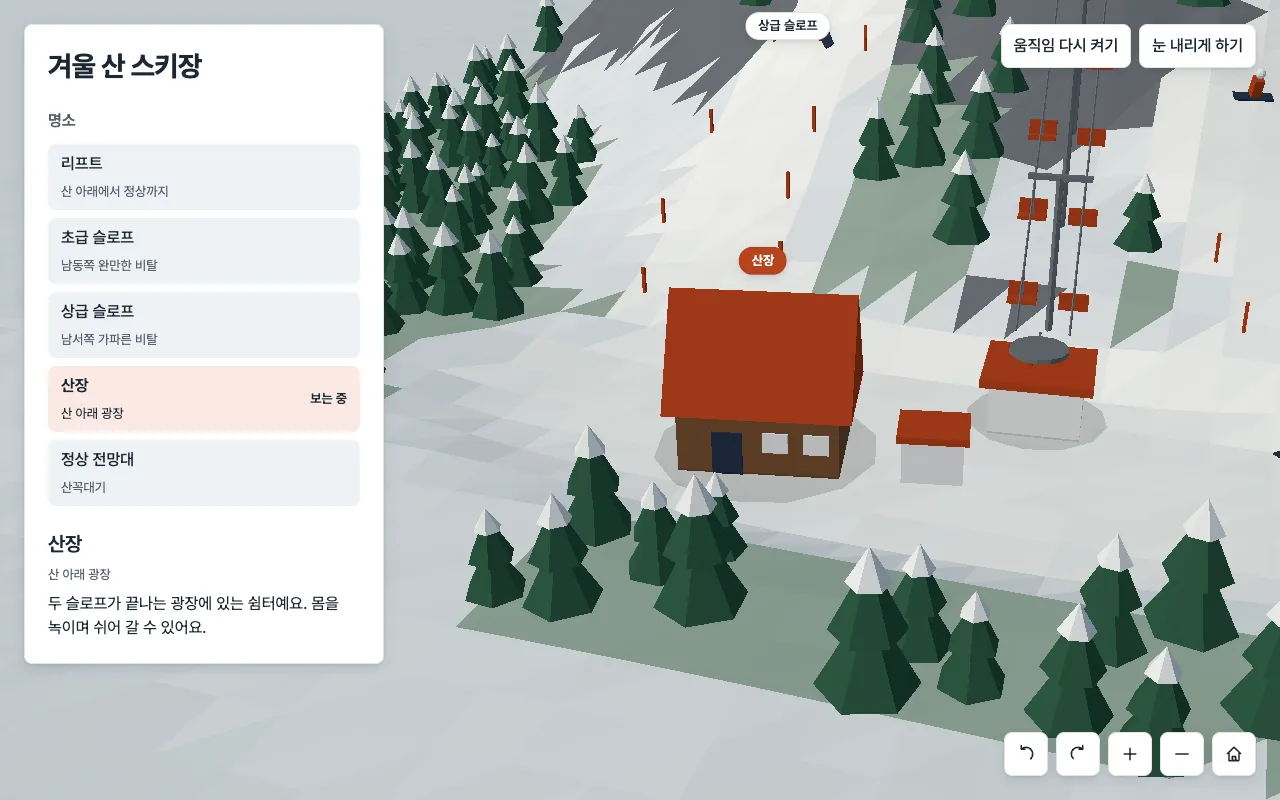 겨울 산 스키장
명소
리프트
산 아래에서 정상까지
초급 슬로프
남동쪽 완만한 비탈
상급 슬로프
남서쪽 가파른 비탈
산장
산 아래 광장
보는 중
정상 전망대
산꼭대기
산장
산 아래 광장
두 슬로프가 끝나는 광장에 있는 쉼터예요. 몸을
녹이며 쉬어 갈 수 있어요.
상급 슬로프
산장
움직임 다시 켜기
눈 내리게 하기